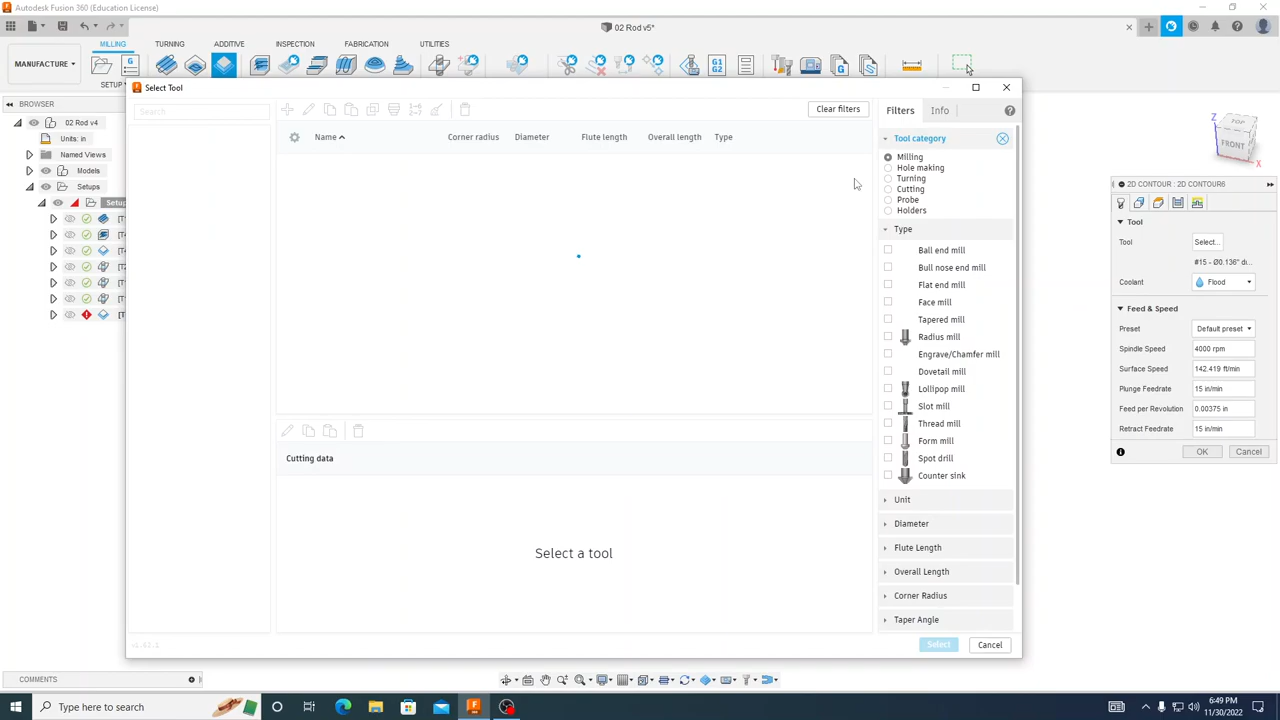 Autodesk Fusion 360 (Education License)
02 Rod v5*
MILLING TURNING ADDITIVE INSPECTION FABRICATION UTILITIES
MANUFACTURE
SETUP
BROWSER
02 Rod v4
Units: in
Named Views
Models
Setups
Setup
[T
[T
[T
[T
[T
[T
[T
Select Tool
Search
Clear filters
Name Corner radius Diameter Flute length Overall length Type
Cutting data
Select a tool
v1.63.1
Filters Info
Tool category
Milling
Hole making
Turning
Cutting
Probe
Holders
Type
Ball end mill
Bull nose end mill
Flat end mill
Face mill
Tapered mill
Radius mill
Engrave/Chamfer mill
Dovetail mill
Lollipop mill
Slot mill
Thread mill
Form mill
Spot drill
Counter sink
Unit
Diameter
Flute Length
Overall Length
Corner Radius
Taper Angle
Select Cancel
Z
TOP
FRONT
X
2D CONTOUR : 2D CONTOUR6
Tool
Tool Select...
#15 - Ø0.136" di...
Coolant Flood
Feed & Speed
Preset Default preset
Spindle Speed 4000 rpm
Surface Speed 142.419 ft/min
Plunge Feedrate 15 in/min
Feed per Revolution 0.00375 in
Retract Feedrate 15 in/min
OK Cancel
COMMENTS
Type here to search
6:49 PM
11/30/2022